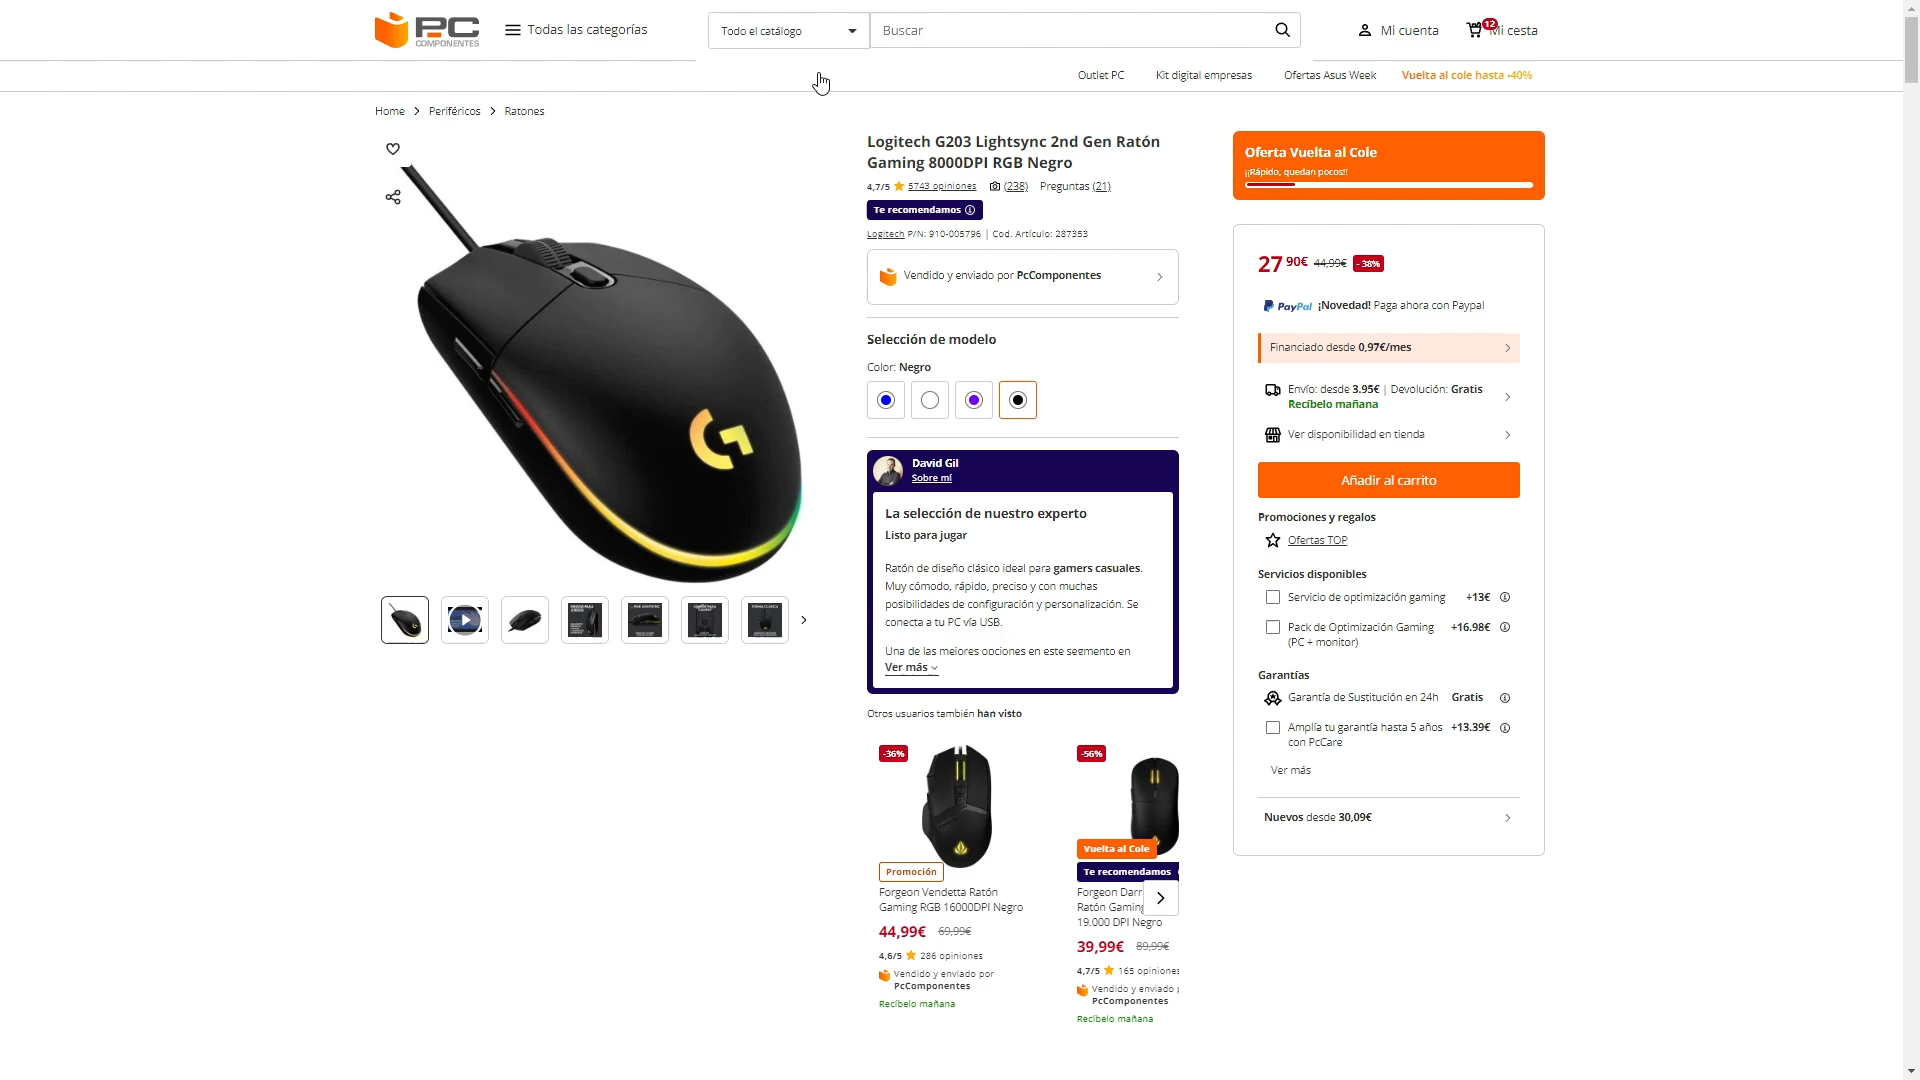 PC
COMPONENTES
Todas las categorías
Todo el catálogo
Buscar
Mi cuenta
12
Mi cesta
Outlet PC
Kit digital empresas
Ofertas Asus Week
Vuelta al cole hasta -40%
Home
Periféricos
Ratones
Logitech G203 Lightsync 2nd Gen Ratón
Gaming 8000DPI RGB Negro
4,7/5
5743 opiniones
(238)
Preguntas (21)
Te recomendamos
Logitech P/N: 910-005796 | Cod. Artículo: 287353
Vendido y enviado por PcComponentes
Selección de modelo
Color: Negro
David Gil
Sobre mí
La selección de nuestro experto
Listo para jugar
Ratón de diseño clásico ideal para gamers casuales.
Muy cómodo, rápido, preciso y con muchas
posibilidades de configuración y personalización. Se
conecta a tu PC vía USB.
Una de las mejores opciones en este segmento en
Ver más
Otros usuarios también han visto
-36%
Promoción
Forgeon Vendetta Ratón
Gaming RGB 16000DPI Negro
44,99€ 69,99€
4,6/5 286 opiniones
Vendido y enviado por
PcComponentes
Recíbelo mañana
-56%
Vuelta al Cole
Te recomendamos
Forgeon Darr
Ratón Gaming
19.000 DPI Negro
39,99€ 89,99€
4,7/5 165 opiniones
Vendido y enviado p
PcComponentes
Recíbelo mañana
Oferta Vuelta al Cole
¡¡Rápido, quedan pocos!!
27 90€ 44,99€ - 38%
PayPal ¡Novedad! Paga ahora con Paypal
Financiado desde 0,97€/mes
Envío: desde 3.95€ | Devolución: Gratis
Recíbelo mañana
Ver disponibilidad en tienda
Añadir al carrito
Promociones y regalos
Ofertas TOP
Servicios disponibles
Servicio de optimización gaming +13€
Pack de Optimización Gaming +16.98€
(PC + monitor)
Garantías
Garantía de Sustitución en 24h Gratis
Amplía tu garantía hasta 5 años +13.39€
con PcCare
Ver más
Nuevos desde 30,09€